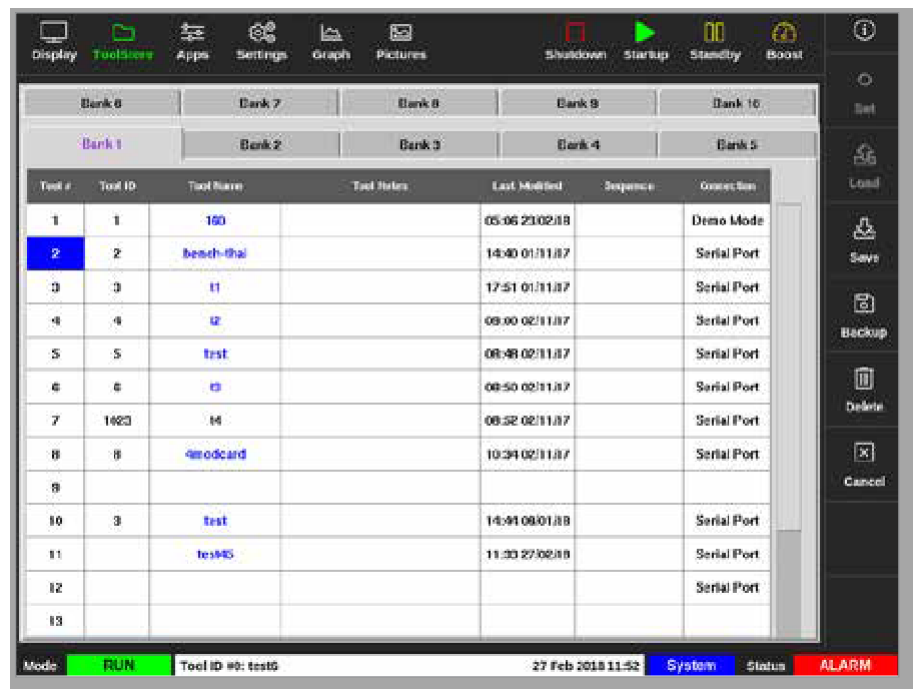 Display ToolStore Apps Settings Graph Pictures Shutdown Startup Standby Boost
Bank 6 Bank 7 Bank 8 Bank 9 Bank 10 Set
Bank 1 Bank 2 Bank 3 Bank 4 Bank 5
Tool # Tool ID Tool Name Tool Notes Last Modified Sequence Connection Load
1 1 160 05:06 23/02/18 Demo Mode
2 2 bench-thai 14:40 01/11/17 Serial Port Save
3 3 t1 17:51 01/11/17 Serial Port
4 4 t2 08:00 02/11/17 Serial Port Backup
5 5 test 08:48 02/11/17 Serial Port
6 6 t3 08:50 02/11/17 Serial Port
7 1623 t4 08:52 02/11/17 Serial Port Delete
8 8 4modcard 10:34 02/11/17 Serial Port
9 Cancel
10 3 test 14:44 08/01/18 Serial Port
11 test45 11:33 27/02/18 Serial Port
12 Serial Port
13
Mode RUN Tool ID #0: test6 27 Feb 2018 11:52 System Status ALARM